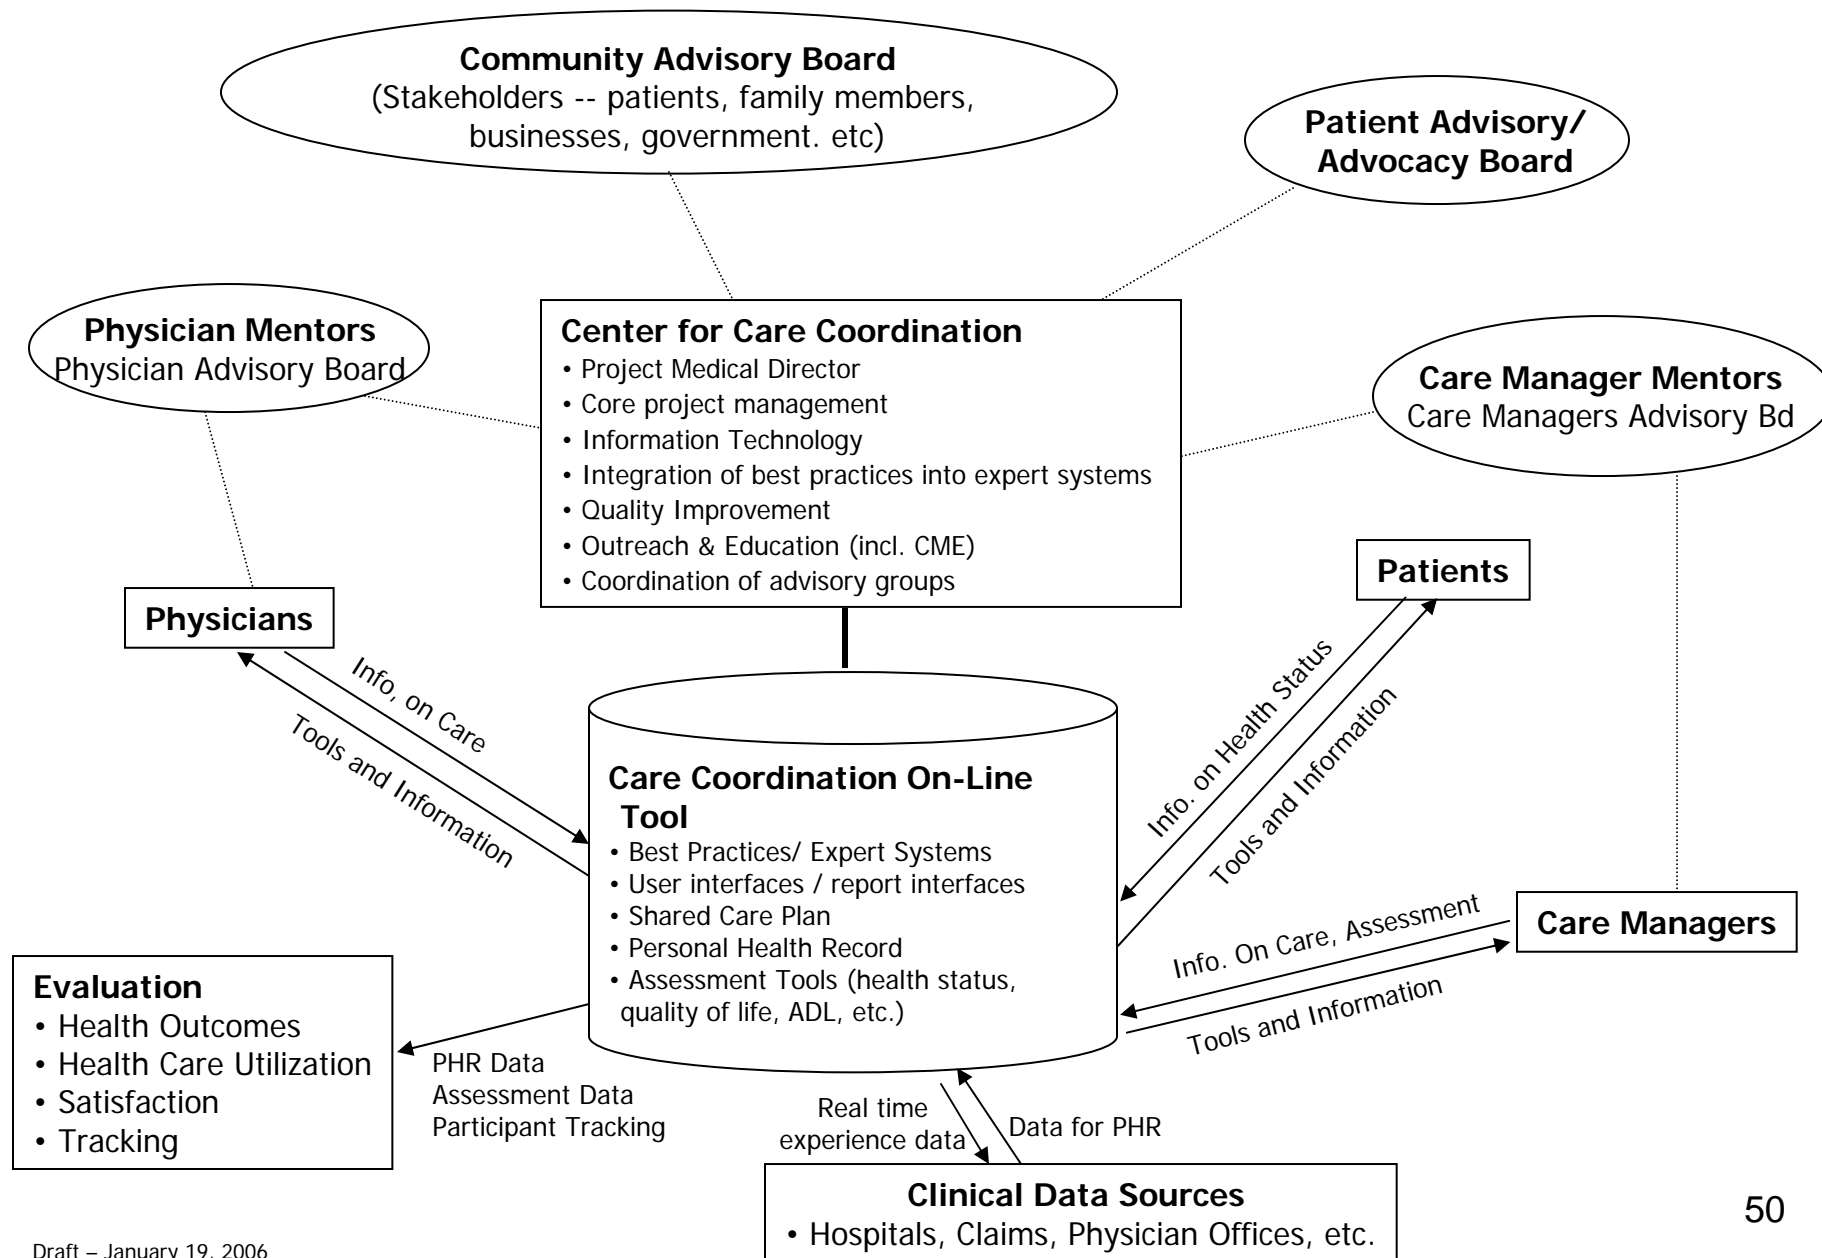 Community Advisory Board
(Stakeholders -- patients, family members,
businesses, government. etc)
Patient Advisory/
Advocacy Board
Physician Mentors
Physician Advisory Board
Center for Care Coordination
• Project Medical Director
• Core project management
• Information Technology
• Integration of best practices into expert systems
• Quality Improvement
• Outreach & Education (incl. CME)
• Coordination of advisory groups
Care Manager Mentors
Care Managers Advisory Bd
Patients
Physicians
Info, on Care
Tools and Information
Info. on Health Status
Tools and Information
Care Coordination On-Line
Tool
• Best Practices/ Expert Systems
• User interfaces / report interfaces
• Shared Care Plan
• Personal Health Record
• Assessment Tools (health status,
quality of life, ADL, etc.)
Care Managers
Info. On Care, Assessment
Tools and Information
Evaluation
• Health Outcomes
• Health Care Utilization
• Satisfaction
• Tracking
PHR Data
Assessment Data
Participant Tracking
Real time
experience data
Data for PHR
Clinical Data Sources
• Hospitals, Claims, Physician Offices, etc.
50
Draft – January 19, 2006